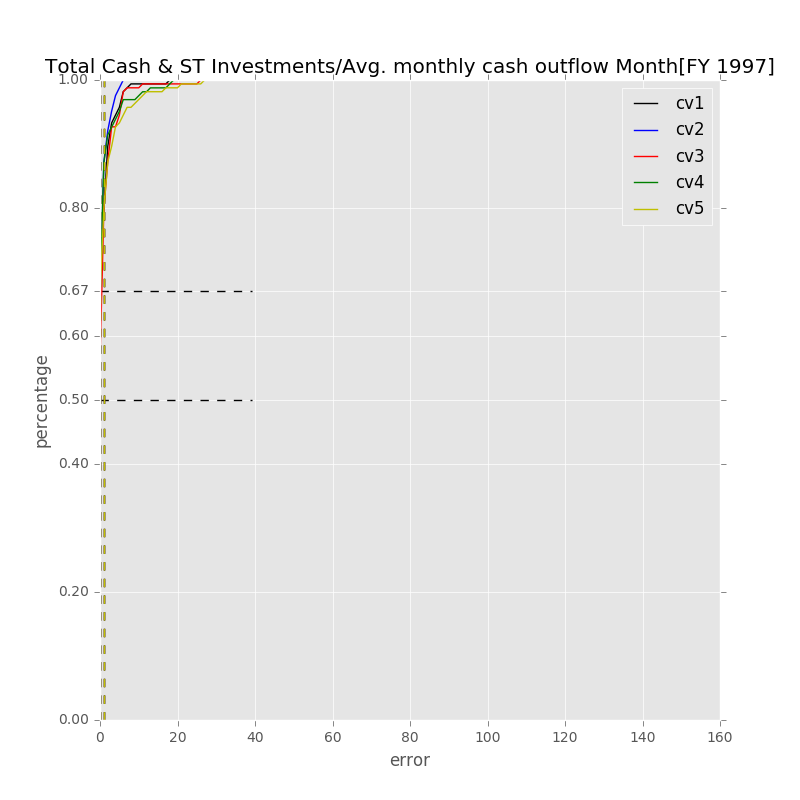 Total Cash & ST Investments/Avg. monthly cash outflow Month[FY 1997]
1.00
0.80
0.67
0.60
0.50
0.40
0.20
0.00
percentage
cv1
cv2
cv3
cv4
cv5
0 20 40 60 80 100 120 140 160
error